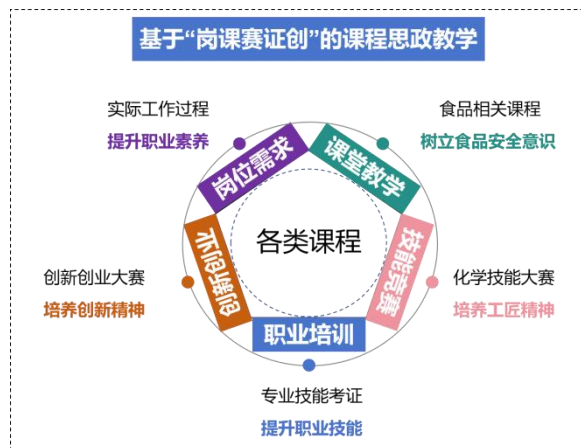 基于“岗课赛证创”的课程思政教学
实际工作过程
提升职业素养
食品相关课程
树立食品安全意识
岗位需求
课堂教学
各类课程
创新创业
技能竞赛
创新创业大赛
培养创新精神
化学技能大赛
培养工匠精神
职业培训
专业技能考证
提升职业技能